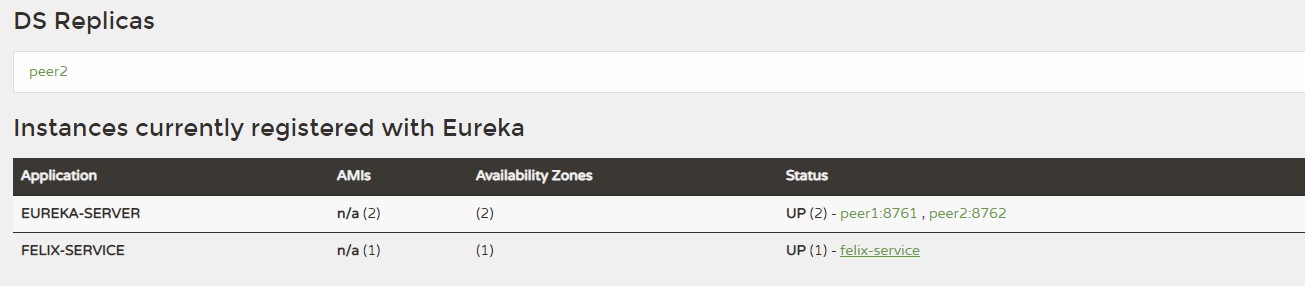 DS Replicas
peer2
Instances currently registered with Eureka
Application AMIs Availability Zones Status
EUREKA-SERVER n/a (2) (2) UP (2) - peer1:8761 , peer2:8762
FELIX-SERVICE n/a (1) (1) UP (1) - felix-service